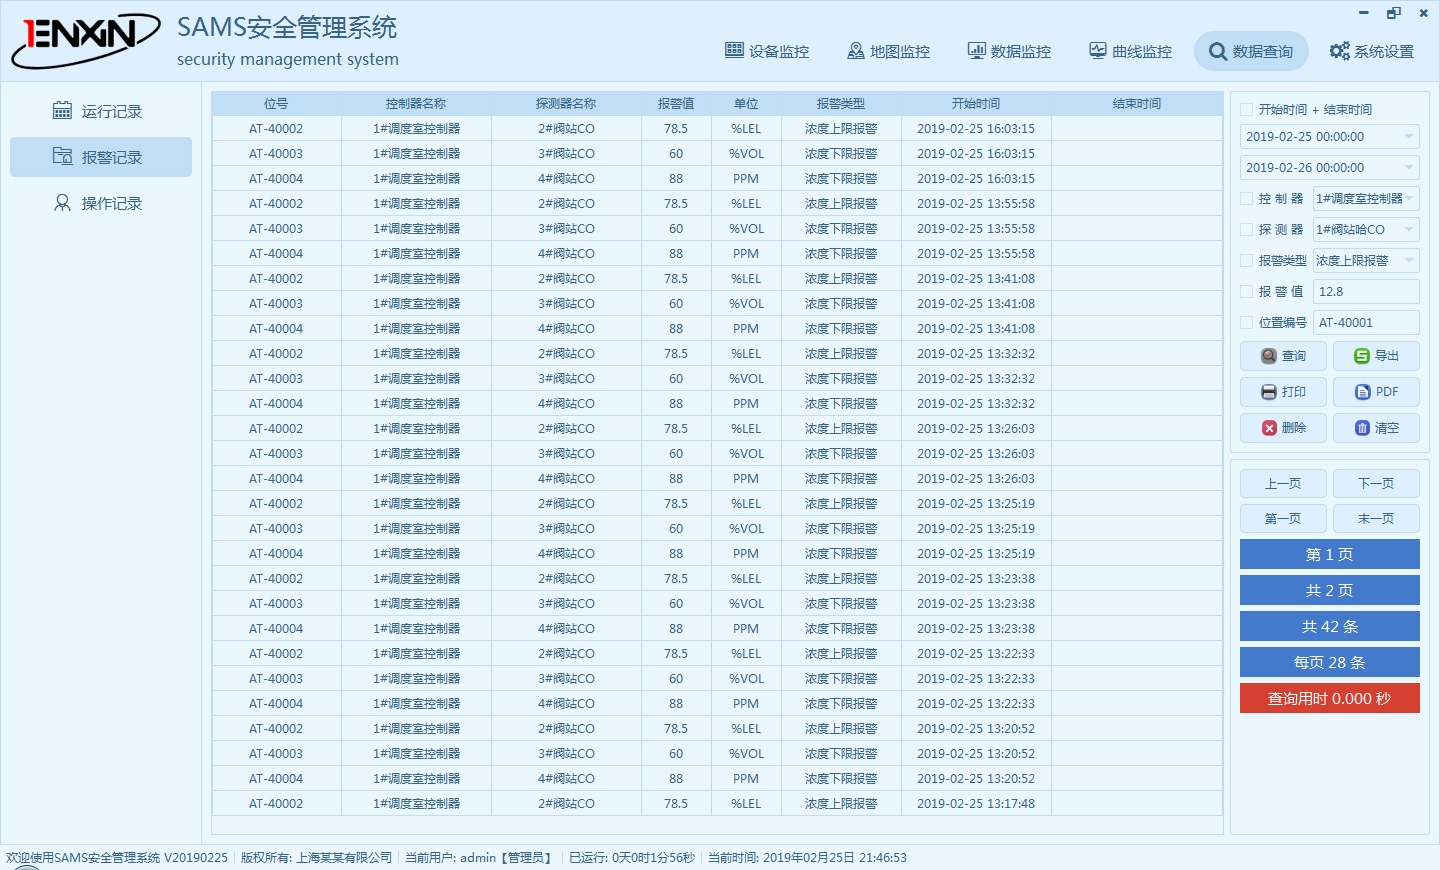 1ENXIN
SAMS安全管理系统
security management system
设备监控
地图监控
数据监控
曲线监控
数据查询
系统设置
运行记录
报警记录
操作记录
位号 控制器名称 探测器名称 报警值 单位 报警类型 开始时间 结束时间
AT-40002 1#调度室控制器 2#阀站CO 78.5 %LEL 浓度上限报警 2019-02-25 16:03:15
AT-40003 1#调度室控制器 3#阀站CO 60 %VOL 浓度下限报警 2019-02-25 16:03:15
AT-40004 1#调度室控制器 4#阀站CO 88 PPM 浓度下限报警 2019-02-25 16:03:15
AT-40002 1#调度室控制器 2#阀站CO 78.5 %LEL 浓度上限报警 2019-02-25 13:55:58
AT-40003 1#调度室控制器 3#阀站CO 60 %VOL 浓度下限报警 2019-02-25 13:55:58
AT-40004 1#调度室控制器 4#阀站CO 88 PPM 浓度下限报警 2019-02-25 13:55:58
AT-40002 1#调度室控制器 2#阀站CO 78.5 %LEL 浓度上限报警 2019-02-25 13:41:08
AT-40003 1#调度室控制器 3#阀站CO 60 %VOL 浓度下限报警 2019-02-25 13:41:08
AT-40004 1#调度室控制器 4#阀站CO 88 PPM 浓度下限报警 2019-02-25 13:41:08
AT-40002 1#调度室控制器 2#阀站CO 78.5 %LEL 浓度上限报警 2019-02-25 13:32:32
AT-40003 1#调度室控制器 3#阀站CO 60 %VOL 浓度下限报警 2019-02-25 13:32:32
AT-40004 1#调度室控制器 4#阀站CO 88 PPM 浓度下限报警 2019-02-25 13:32:32
AT-40002 1#调度室控制器 2#阀站CO 78.5 %LEL 浓度上限报警 2019-02-25 13:26:03
AT-40003 1#调度室控制器 3#阀站CO 60 %VOL 浓度下限报警 2019-02-25 13:26:03
AT-40004 1#调度室控制器 4#阀站CO 88 PPM 浓度下限报警 2019-02-25 13:26:03
AT-40002 1#调度室控制器 2#阀站CO 78.5 %LEL 浓度上限报警 2019-02-25 13:25:19
AT-40003 1#调度室控制器 3#阀站CO 60 %VOL 浓度下限报警 2019-02-25 13:25:19
AT-40004 1#调度室控制器 4#阀站CO 88 PPM 浓度下限报警 2019-02-25 13:25:19
AT-40002 1#调度室控制器 2#阀站CO 78.5 %LEL 浓度上限报警 2019-02-25 13:23:38
AT-40003 1#调度室控制器 3#阀站CO 60 %VOL 浓度下限报警 2019-02-25 13:23:38
AT-40004 1#调度室控制器 4#阀站CO 88 PPM 浓度下限报警 2019-02-25 13:23:38
AT-40002 1#调度室控制器 2#阀站CO 78.5 %LEL 浓度上限报警 2019-02-25 13:22:33
AT-40003 1#调度室控制器 3#阀站CO 60 %VOL 浓度下限报警 2019-02-25 13:22:33
AT-40004 1#调度室控制器 4#阀站CO 88 PPM 浓度下限报警 2019-02-25 13:22:33
AT-40002 1#调度室控制器 2#阀站CO 78.5 %LEL 浓度上限报警 2019-02-25 13:20:52
AT-40003 1#调度室控制器 3#阀站CO 60 %VOL 浓度下限报警 2019-02-25 13:20:52
AT-40004 1#调度室控制器 4#阀站CO 88 PPM 浓度下限报警 2019-02-25 13:20:52
AT-40002 1#调度室控制器 2#阀站CO 78.5 %LEL 浓度上限报警 2019-02-25 13:17:48
开始时间 + 结束时间
2019-02-25 00:00:00
2019-02-26 00:00:00
控 制 器 1#调度室控制器
探 测 器 1#阀站哈CO
报警类型 浓度上限报警
报 警 值 12.8
位置编号 AT-40001
查询 导出
打印 PDF
删除 清空
上一页 下一页
第一页 末一页
第 1 页
共 2 页
共 42 条
每页 28 条
查询用时 0.000 秒
欢迎使用SAMS安全管理系统 V20190225 版权所有: 上海某某有限公司 当前用户: admin【管理员】 已运行: 0天0时1分56秒 当前时间: 2019年02月25日 21:46:53